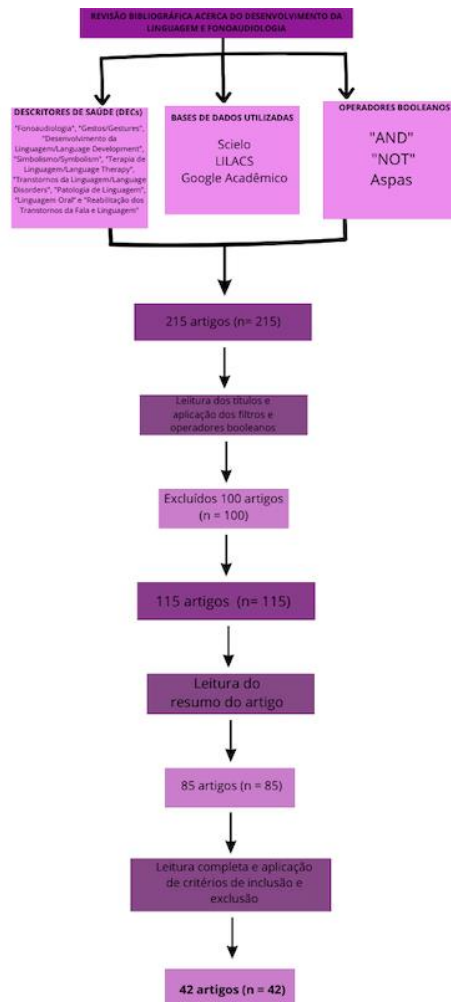 REVISÃO BIBLIOGRÁFICA ACERCA DO DESENVOLVIMENTO DA
LINGUAGEM E FONOAUDIOLOGIA
DESCRITORES DE SAÚDE (DECs)
"Fonoaudiologia", "Gestos/Gestures",
"Desenvolvimento da
Linguagem/Language Development",
"Simbolismo/Symbolism", "Terapia de
Linguagem/Language Therapy",
"Transtornos da Linguagem/Language
Disorders", "Patologia de Linguagem",
"Linguagem Oral" e "Reabilitação dos
Transtornos da Fala e Linguagem"
BASES DE DADOS UTILIZADAS
Scielo
LILACS
Google Acadêmico
OPERADORES BOOLEANOS
"AND"
"NOT"
Aspas
215 artigos (n= 215)
Leiitura dos títulos e
aplicação dos filtros e
operadores booleanos
Excluídos 100 artigos
(n = 100)
115 artigos (n= 115)
Leitura do
resumo do artigo
85 artigos (n = 85)
Leitura completa e aplicação
de critérios de inclusão e
exclusão
42 artigos (n = 42)